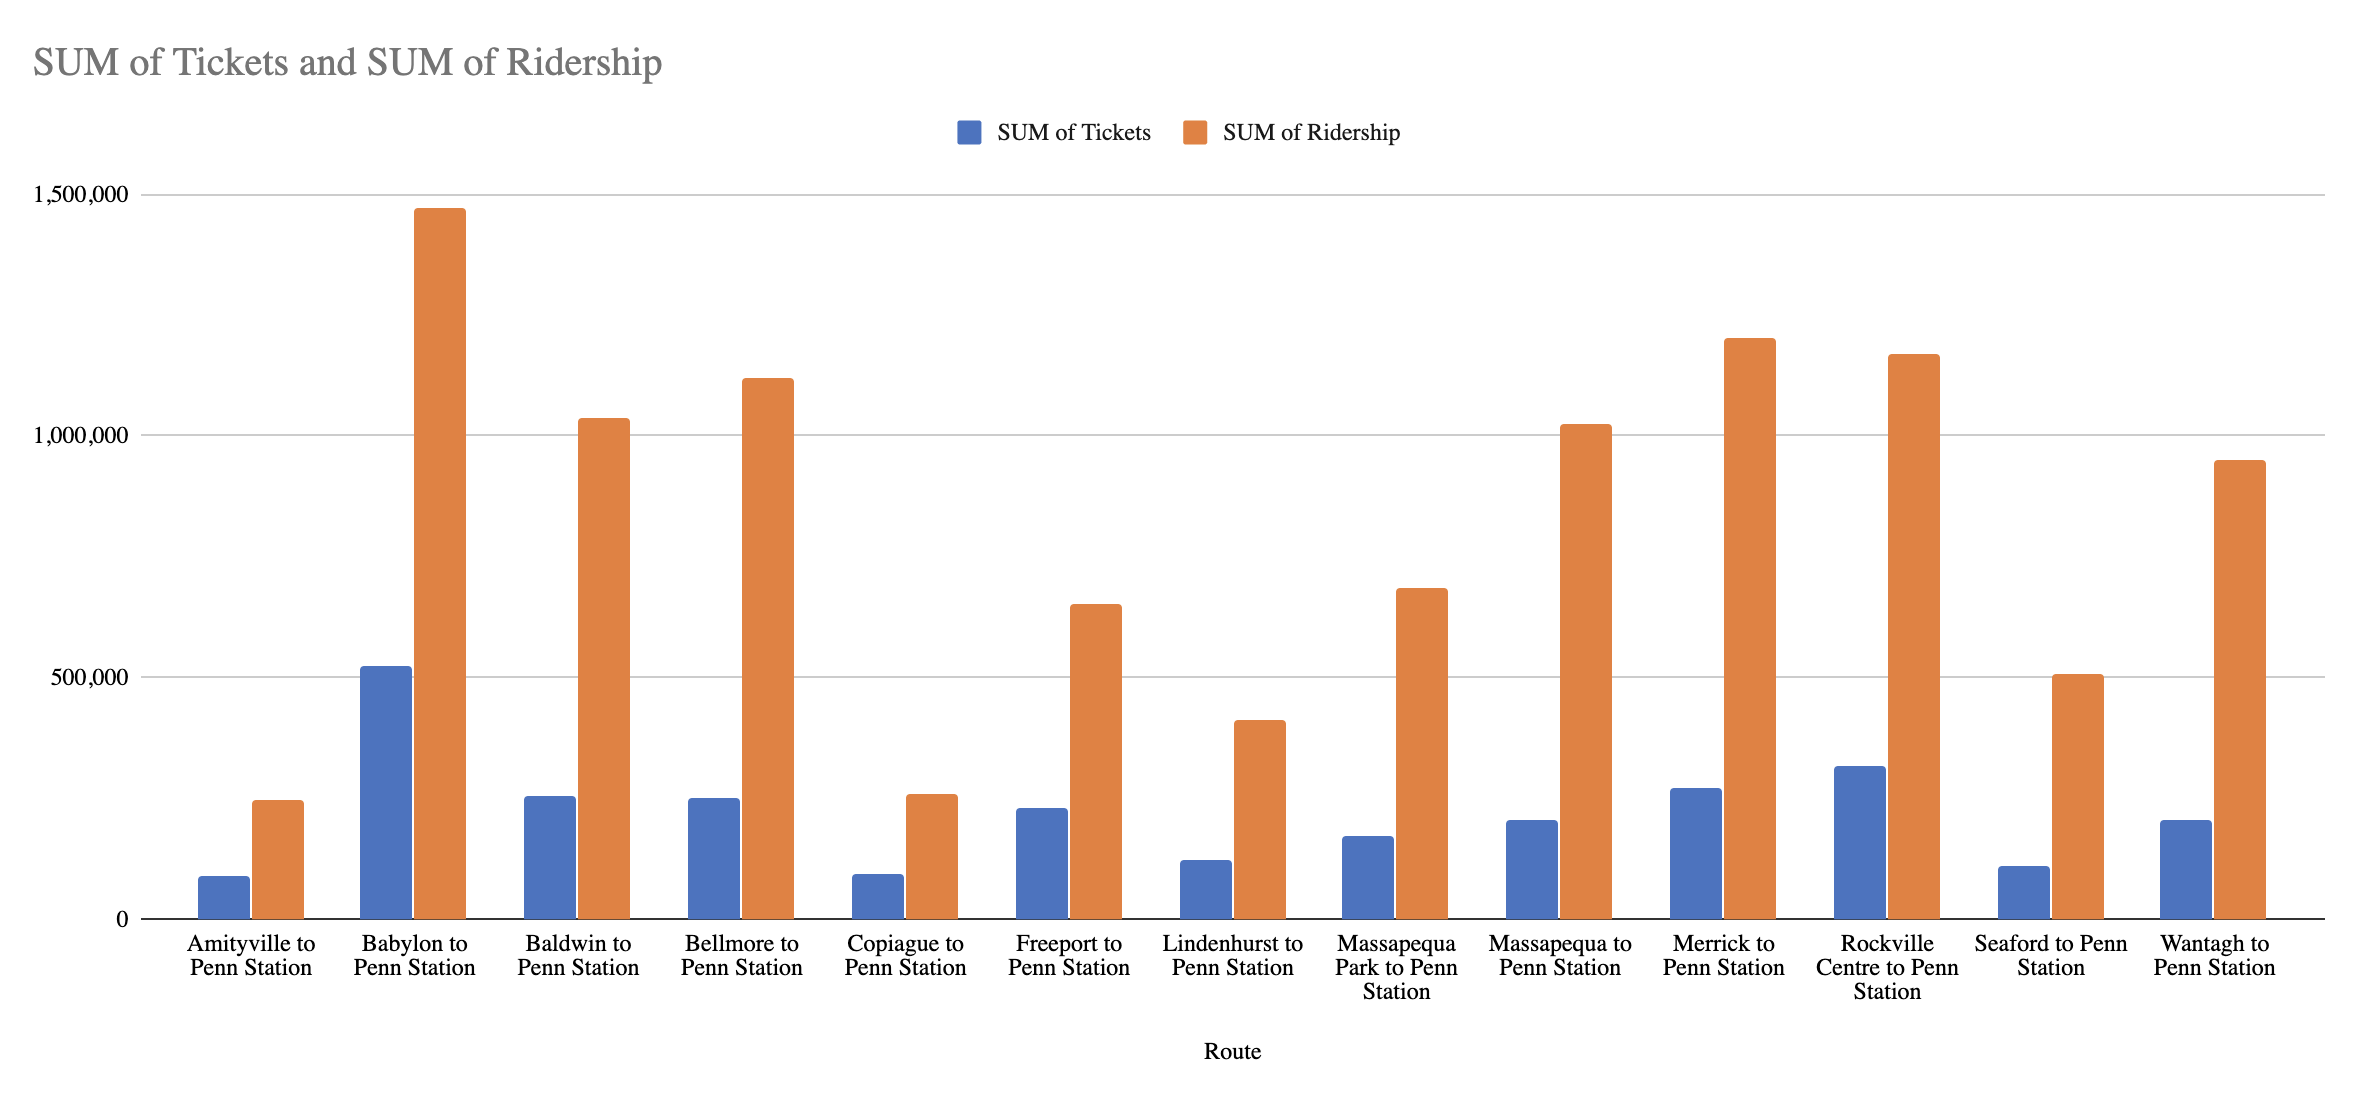 SUM of Tickets and SUM of Ridership
SUM of Tickets
SUM of Ridership
1,500,000
1,000,000
500,000
0
Amityville to
Penn Station
Babylon to
Penn Station
Baldwin to
Penn Station
Bellmore to
Penn Station
Copiague to
Penn Station
Freeport to
Penn Station
Lindenhurst to
Penn Station
Massapequa
Park to Penn
Station
Massapequa to
Penn Station
Merrick to
Penn Station
Rockville
Centre to Penn
Station
Seaford to Penn
Station
Wantagh to
Penn Station
Route